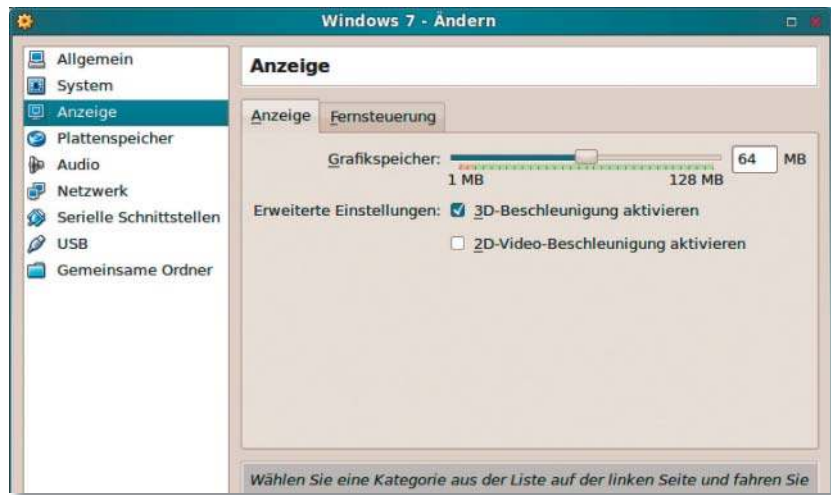 Windows 7 - Ändern
Allgemein
System
Anzeige
Plattenspeicher
Audio
Netzwerk
Serielle Schnittstellen
USB
Gemeinsame Ordner
Anzeige
Anzeige Fernsteuerung
Grafikspeicher: 64 MB
1 MB 128 MB
Erweiterte Einstellungen: 3D-Beschleunigung aktivieren
2D-Video-Beschleunigung aktivieren
Wählen Sie eine Kategorie aus der Liste auf der linken Seite und fahren Sie